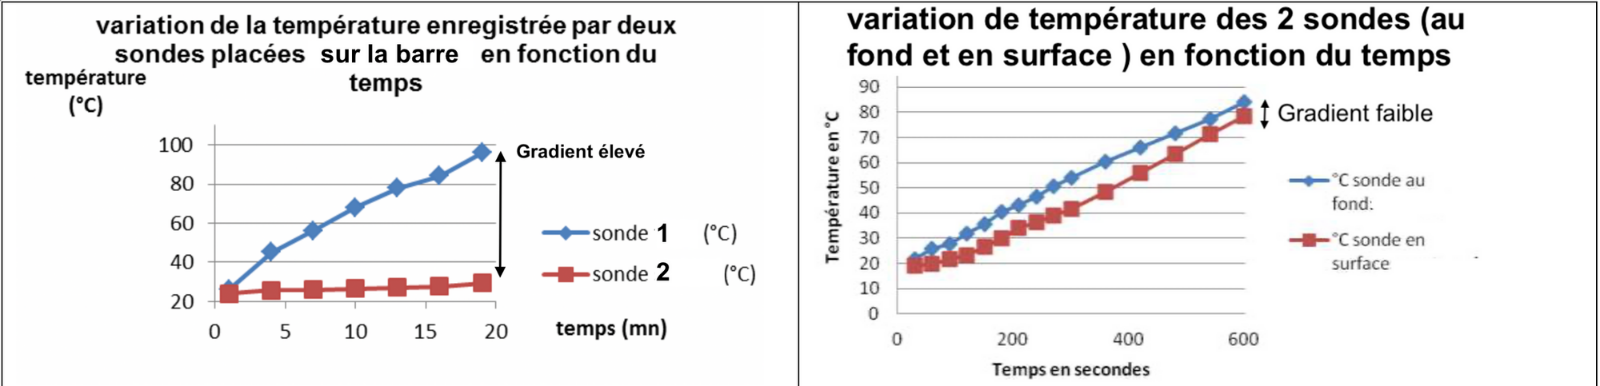 variation de la température enregistrée par deux
sondes placées sur la barre en fonction du
temps
température
(°C)
100
80
60
40
20
0 5 10 15 20
temps (mn)
Gradient élevé
sonde 1 (°C)
sonde 2 (°C)
variation de température des 2 sondes (au
fond et en surface ) en fonction du temps
Température en °C
90
80
70
60
50
40
30
20
10
0
0 200 400 600
Temps en secondes
Gradient faible
°C sonde au
fond:
°C sonde en
surface